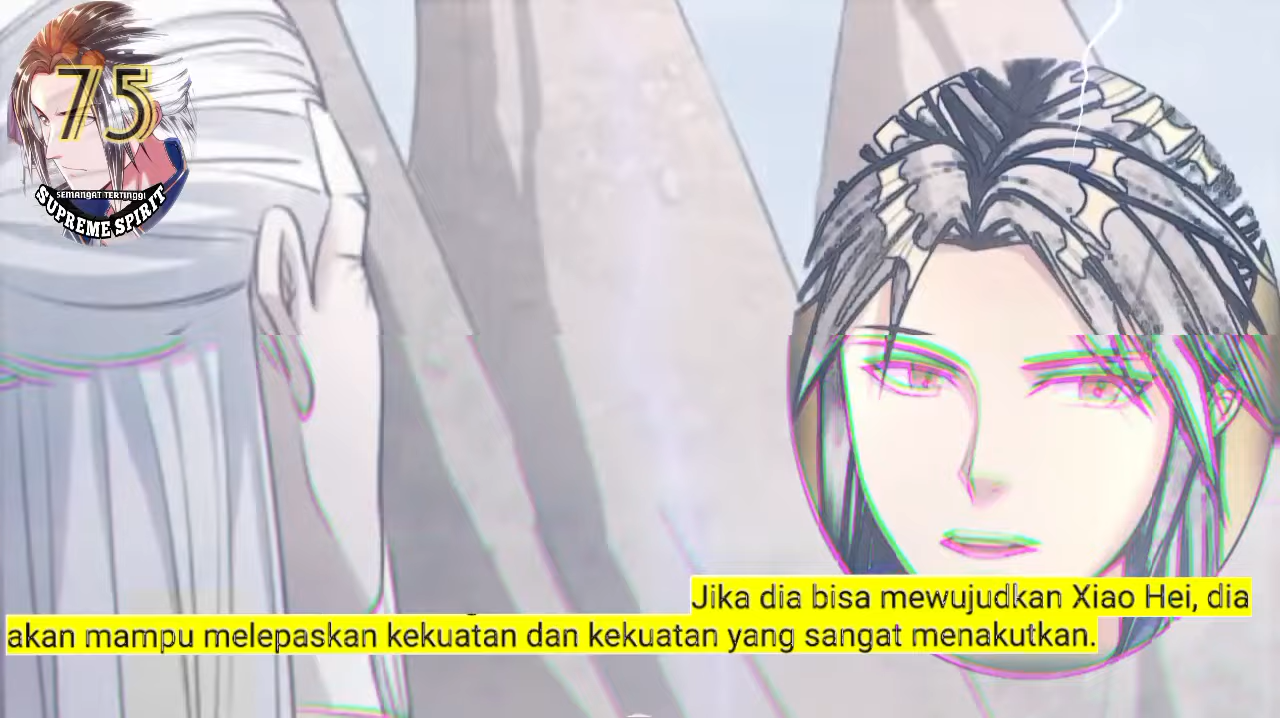 75
SEMANGAT TERTINGGI
SUPREME SPIRIT
Jika dia bisa mewujudkan Xiao Hei, dia
akan mampu melepaskan kekuatan dan kekuatan yang sangat menakutkan.